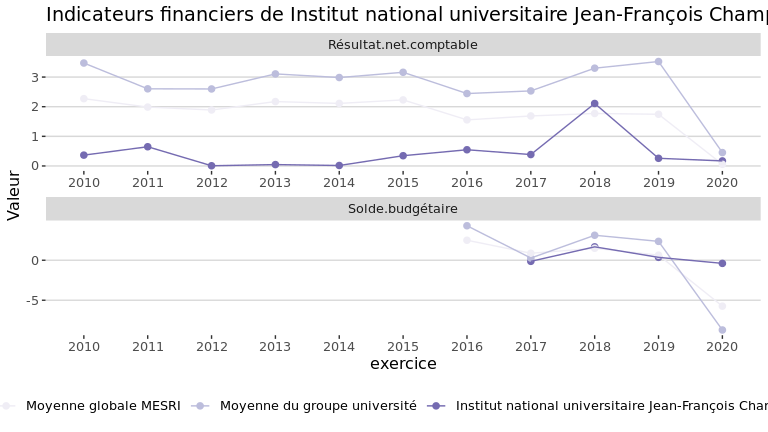 Indicateurs financiers de Institut national universitaire Jean-François Champ
Résultat.net.comptable
3
2
1
0
2010 2011 2012 2013 2014 2015 2016 2017 2018 2019 2020
Valeur
Solde.budgétaire
0
-5
2010 2011 2012 2013 2014 2015 2016 2017 2018 2019 2020
exercice
Moyenne globale MESRI Moyenne du groupe université Institut national universitaire Jean-François Char